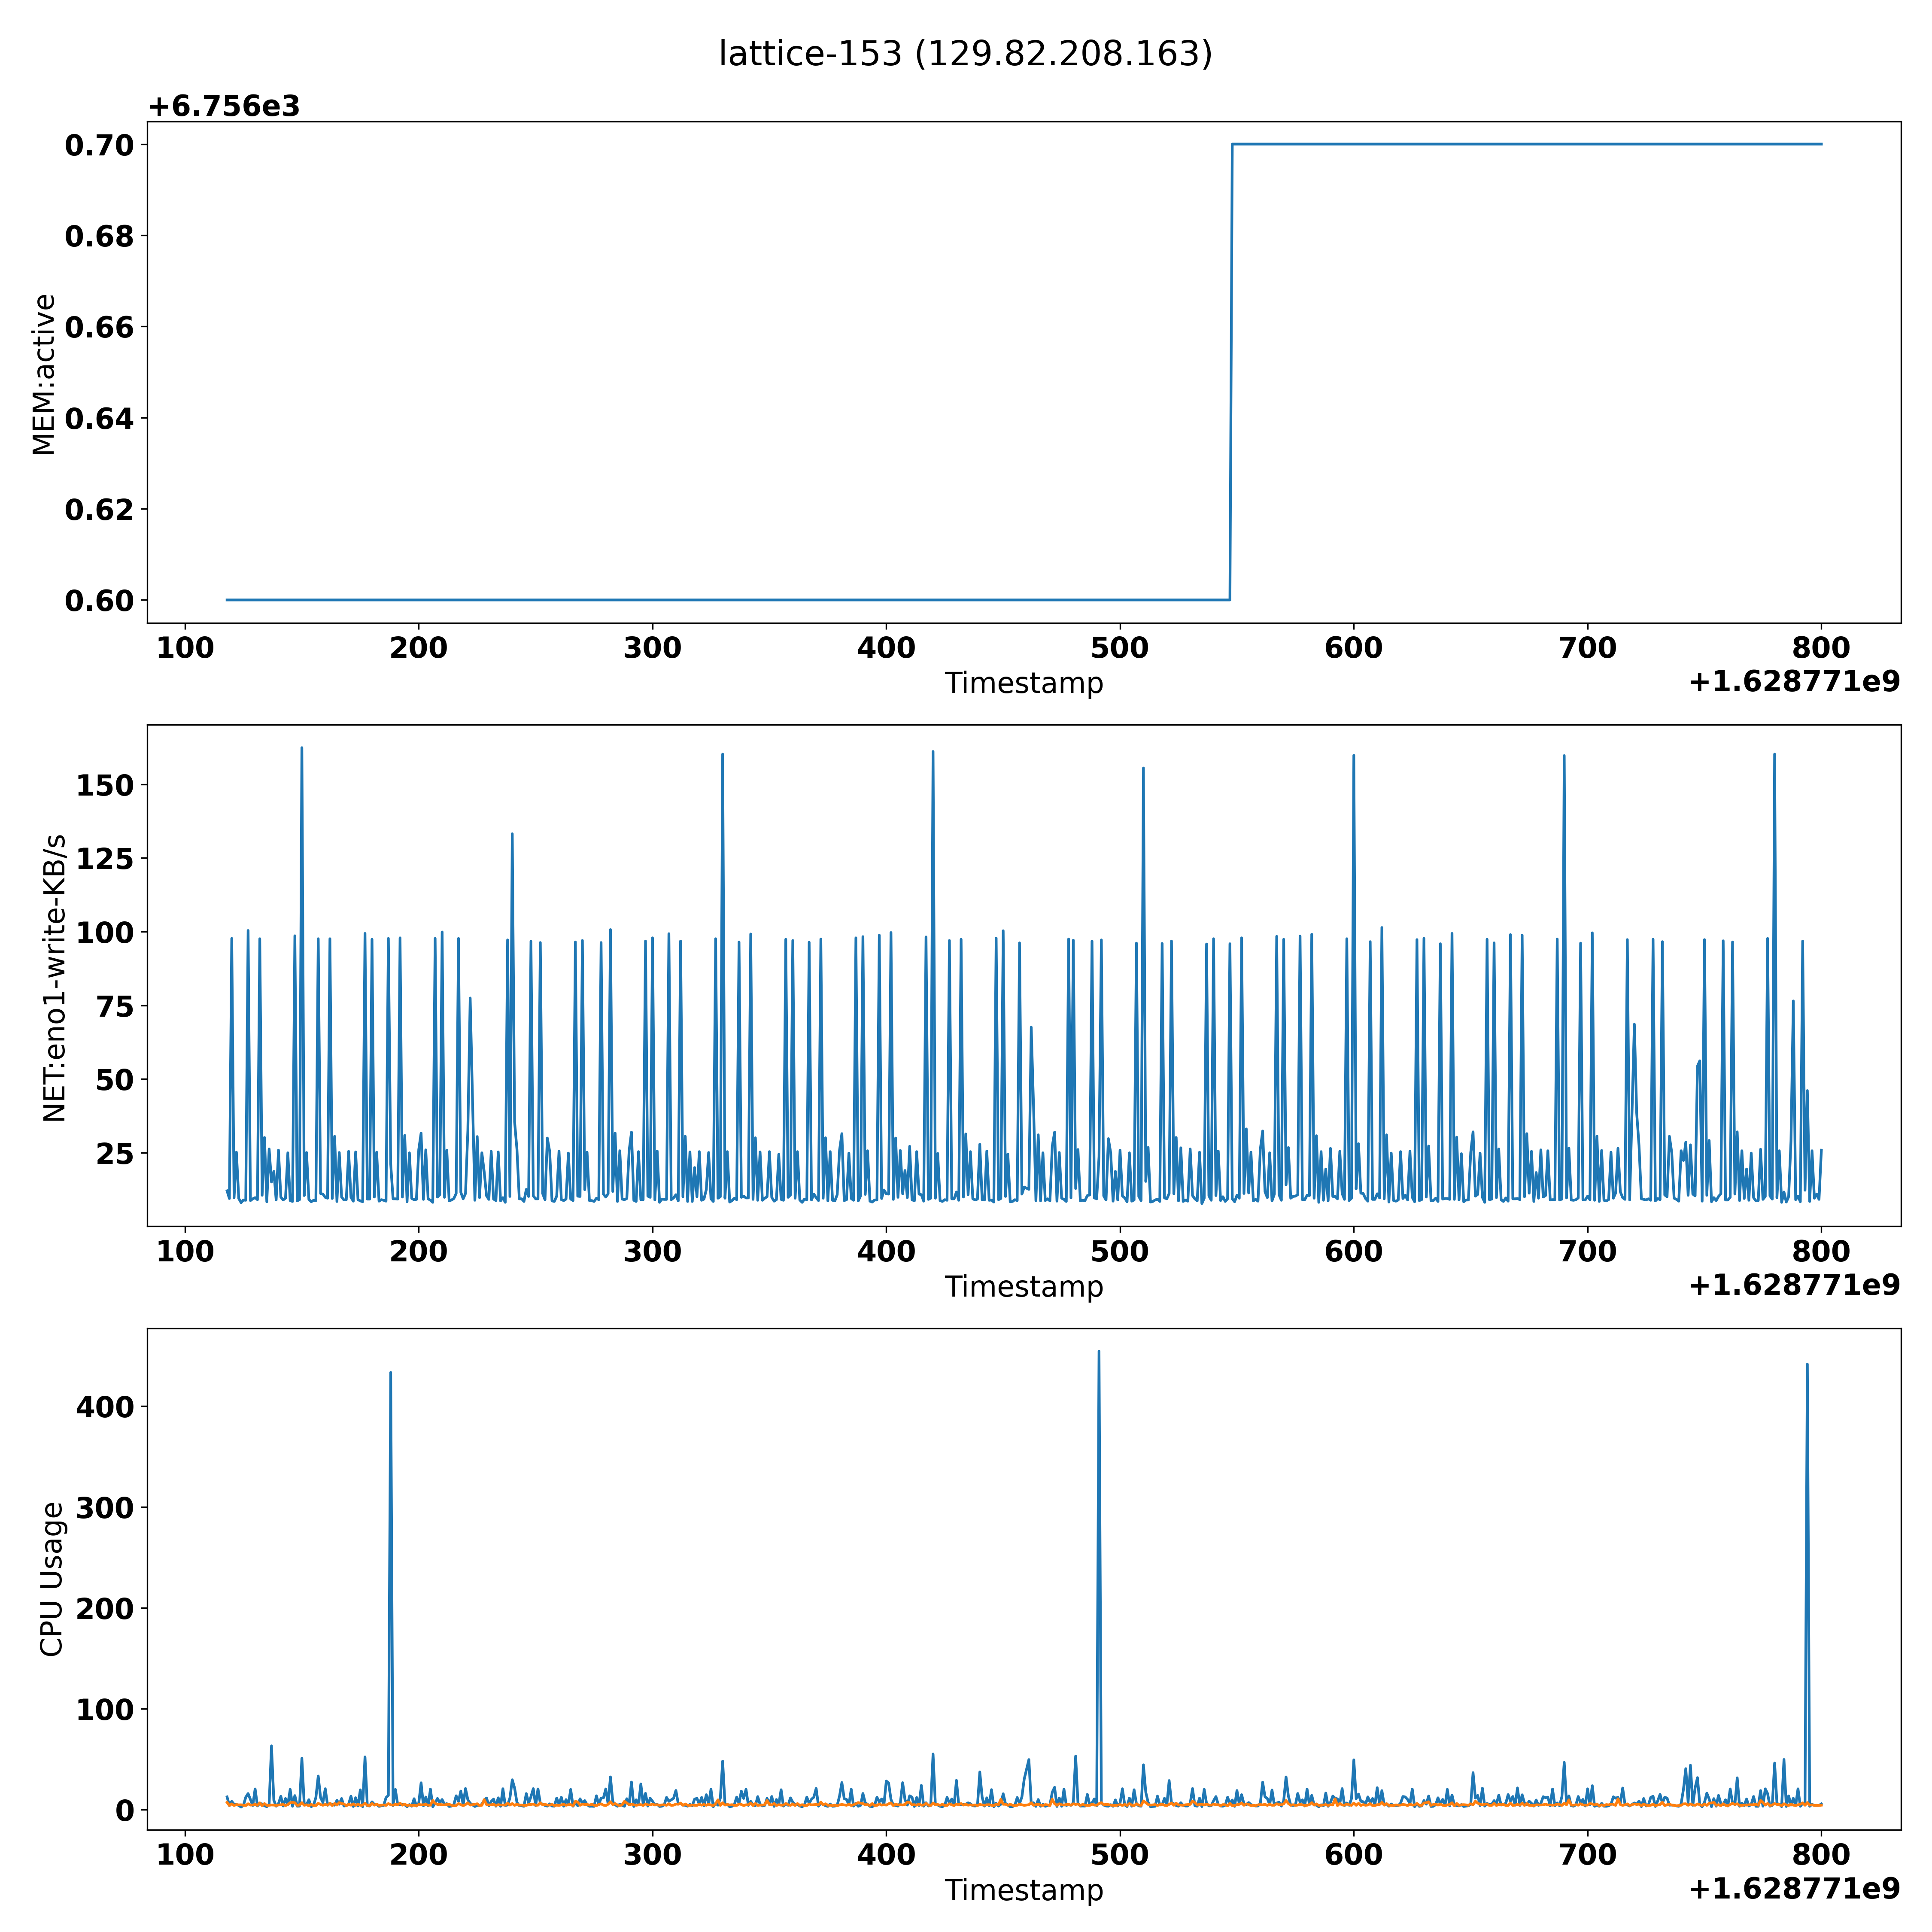 lattice-153 (129.82.208.163)
+6.756e3
0.70
0.68
0.66
0.64
0.62
0.60
MEM:active
100 200 300 400 500 600 700 800
Timestamp
+1.628771e9
150
125
100
75
50
25
NET:eno1-write-KB/s
100 200 300 400 500 600 700 800
Timestamp
+1.628771e9
400
300
200
100
0
CPU Usage
100 200 300 400 500 600 700 800
Timestamp
+1.628771e9